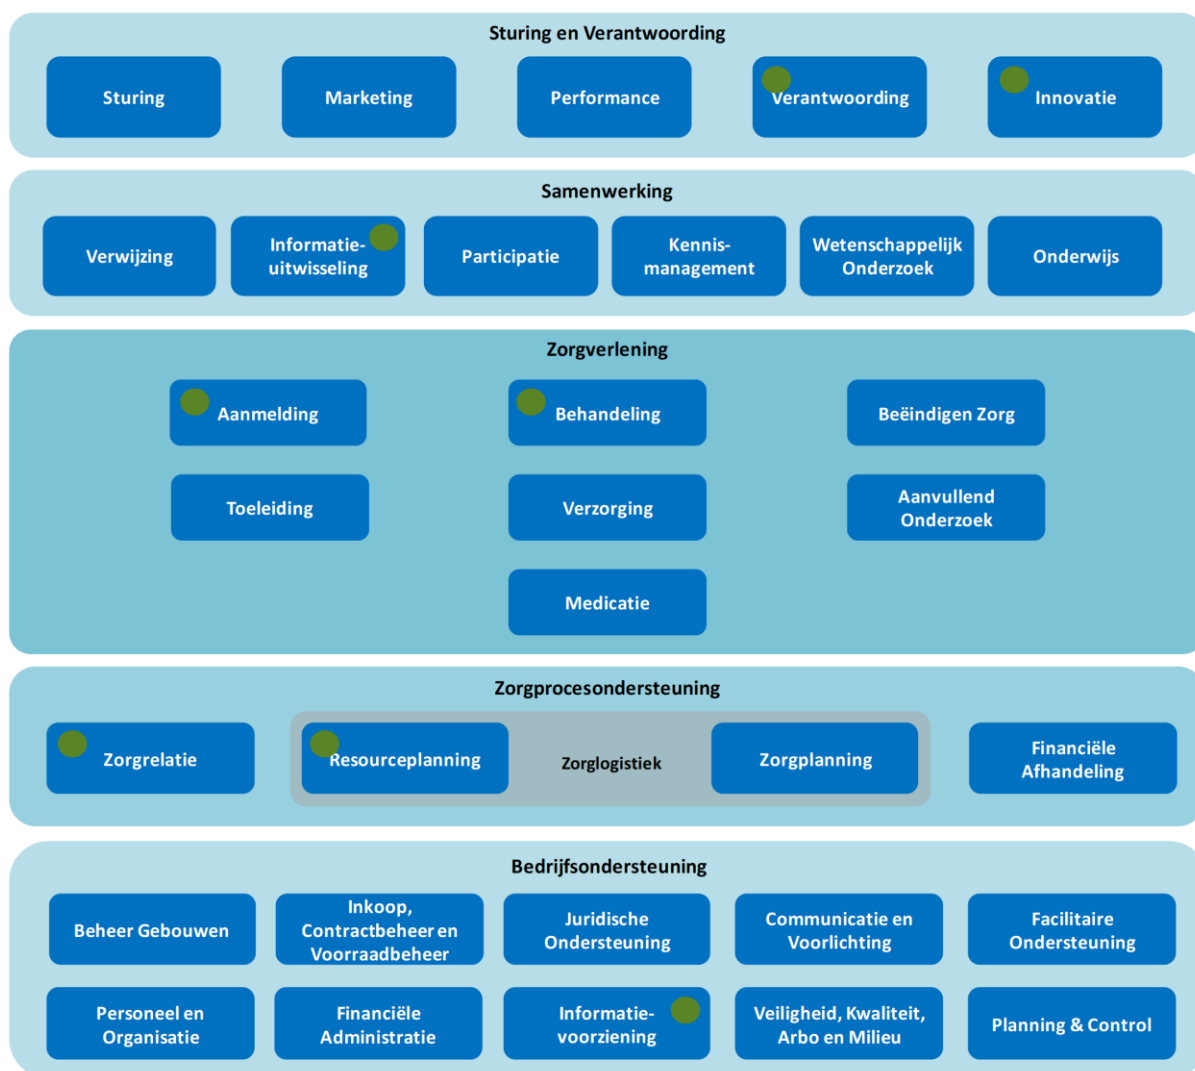 Sturing en Verantwoording
Sturing
Marketing
Performance
Verantwoording
Innovatie
Samenwerking
Verwijzing
Informatie-
uitwisseling
Participatie
Kennis-
management
Wetenschappelijk
Onderzoek
Onderwijs
Zorgverlening
Aanmelding
Behandeling
Beëindigen Zorg
Toeleiding
Verzorging
Aanvullend
Onderzoek
Medicatie
Zorgprocesondersteuning
Zorgrelatie
Resourceplanning
Zorglogistiek
Zorgplanning
Financiële
Afhandeling
Bedrijfsondersteuning
Beheer Gebouwen
Inkoop,
Contractbeheer en
Voorraadbeheer
Juridische
Ondersteuning
Communicatie en
Voorlichting
Facilitaire
Ondersteuning
Personeel en
Organisatie
Financiële
Administratie
Informatie-
voorziening
Veiligheid, Kwaliteit,
Arbo en Milieu
Planning & Control